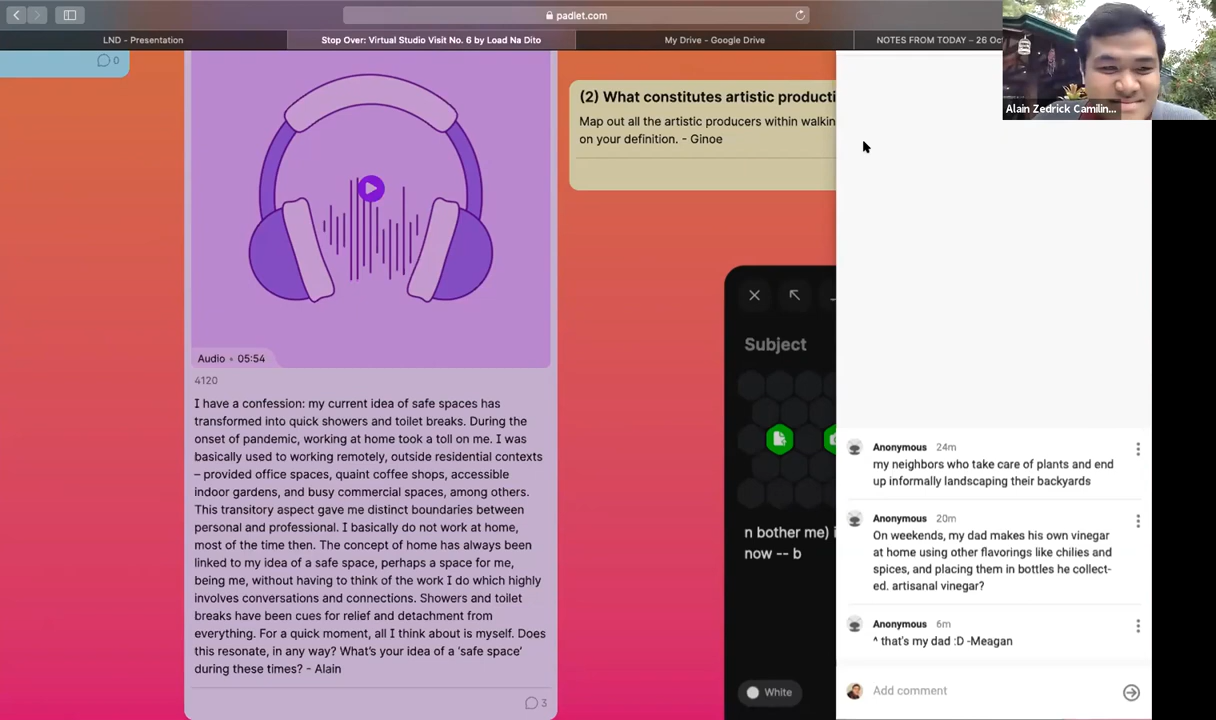 padlet.com
LND - Presentation
Stop Over: Virtual Studio Visit No. 6 by Load Na Dito
My Drive - Google Drive
NOTES FROM TODAY – 26 Oc
Alain Zedrick Camilin...
0
Audio • 05:54
4120
I have a confession: my current idea of safe spaces has
transformed into quick showers and toilet breaks. During the
onset of pandemic, working at home took a toll on me. I was
basically used to working remotely, outside residential contexts
– provided office spaces, quaint coffee shops, accessible
indoor gardens, and busy commercial spaces, among others.
This transitory aspect gave me distinct boundaries between
personal and professional. I basically do not work at home,
most of the time then. The concept of home has always been
linked to my idea of a safe space, perhaps a space for me,
being me, without having to think of the work I do which highly
involves conversations and connections. Showers and toilet
breaks have been cues for relief and detachment from
everything. For a quick moment, all I think about is myself. Does
this resonate, in any way? What's your idea of a ‘safe space’
during these times? - Alain
3
(2) What constitutes artistic producti
Map out all the artistic producers within walkin
on your definition. - Ginoe
Subject
n bother me) i
now -- b
White
Anonymous 24m
my neighbors who take care of plants and end
up informally landscaping their backyards
Anonymous 20m
On weekends, my dad makes his own vinegar
at home using other flavorings like chilies and
spices, and placing them in bottles he collect-
ed. artisanal vinegar?
Anonymous 6m
^ that's my dad :D -Meagan
Add comment